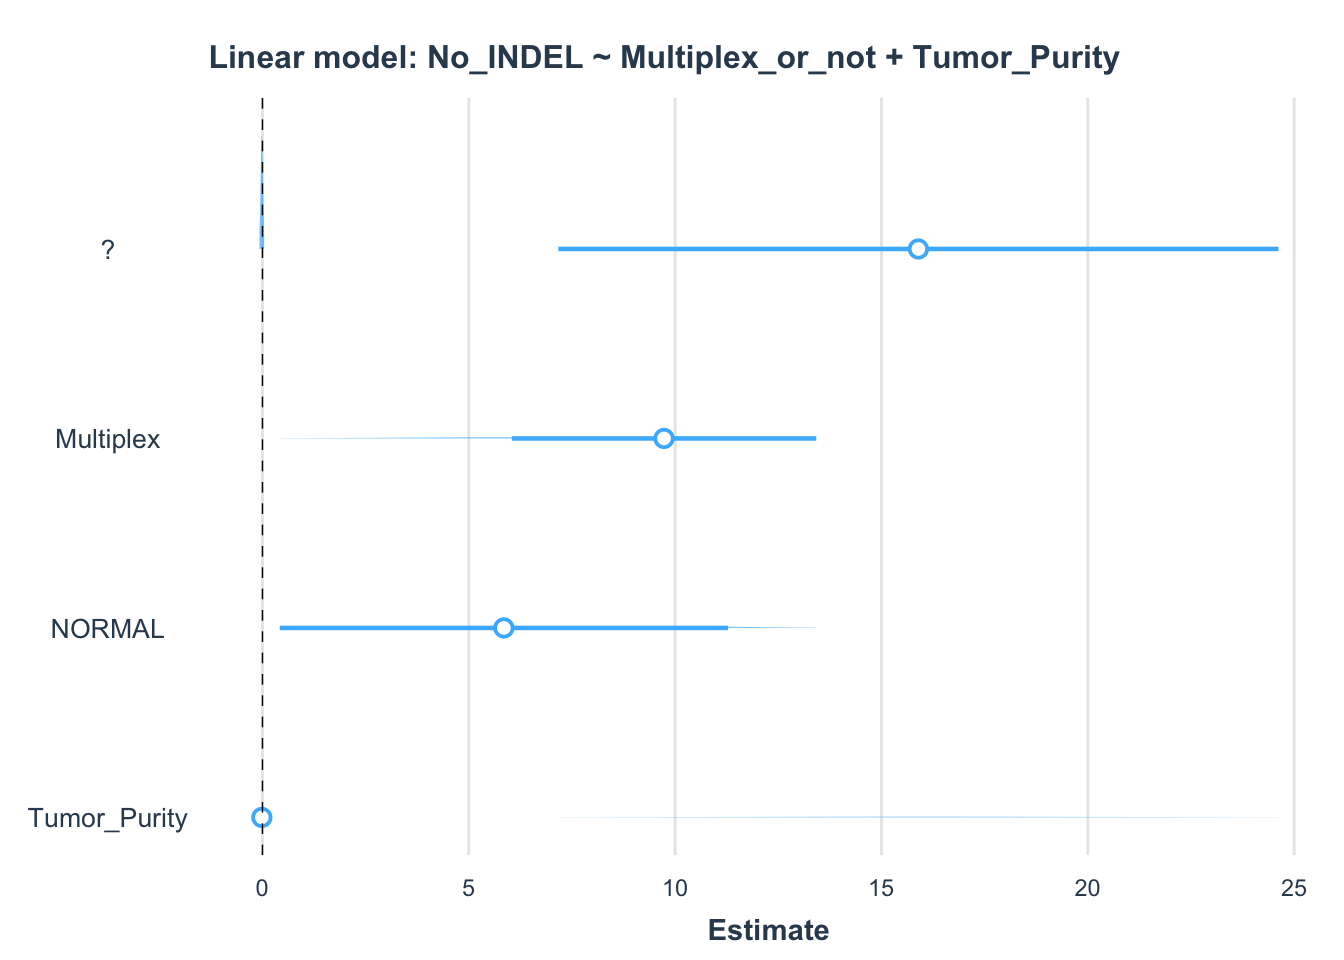 Linear model: No_INDEL ~ Multiplex_or_not + Tumor_Purity
?
Multiplex
NORMAL
Tumor_Purity
0 5 10 15 20 25
Estimate